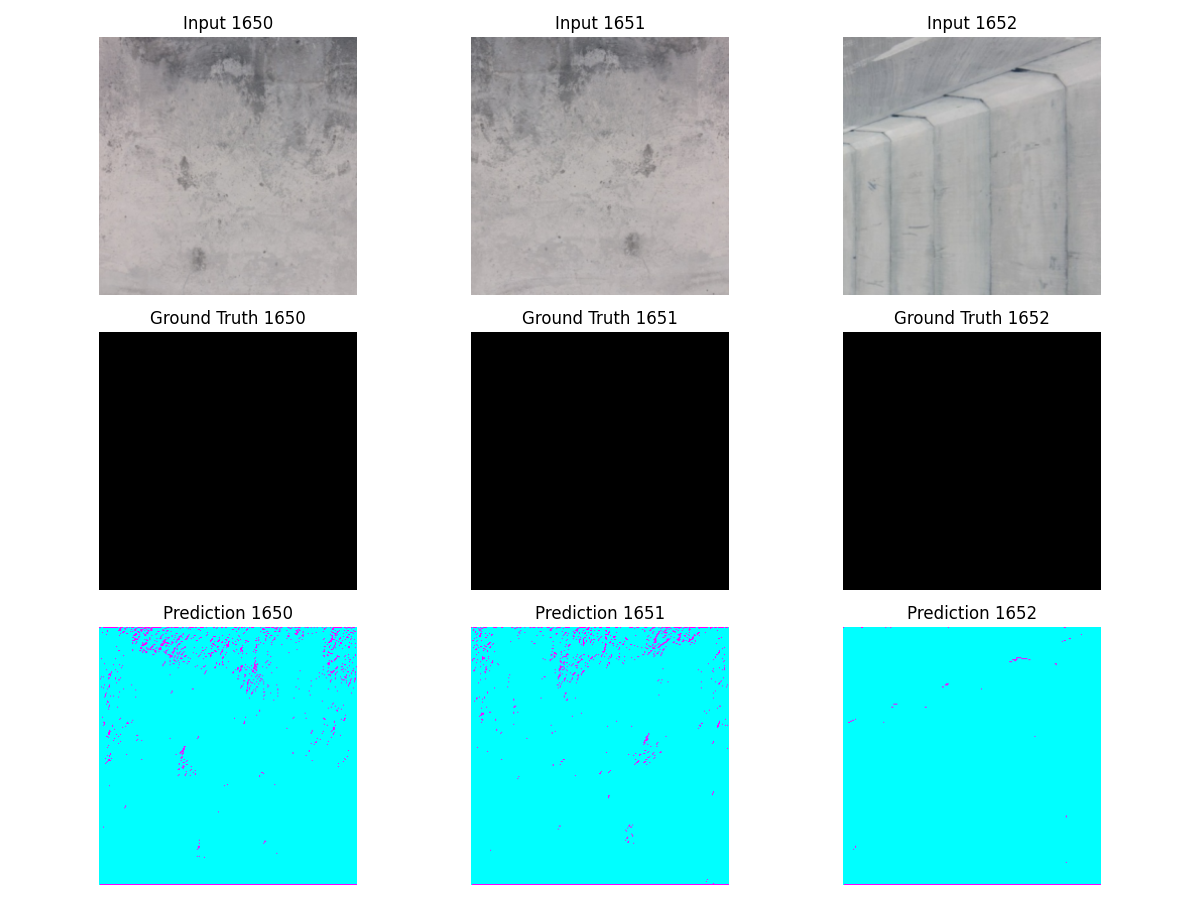 Input 1650
Input 1651
Input 1652
Ground Truth 1650
Ground Truth 1651
Ground Truth 1652
Prediction 1650
Prediction 1651
Prediction 1652